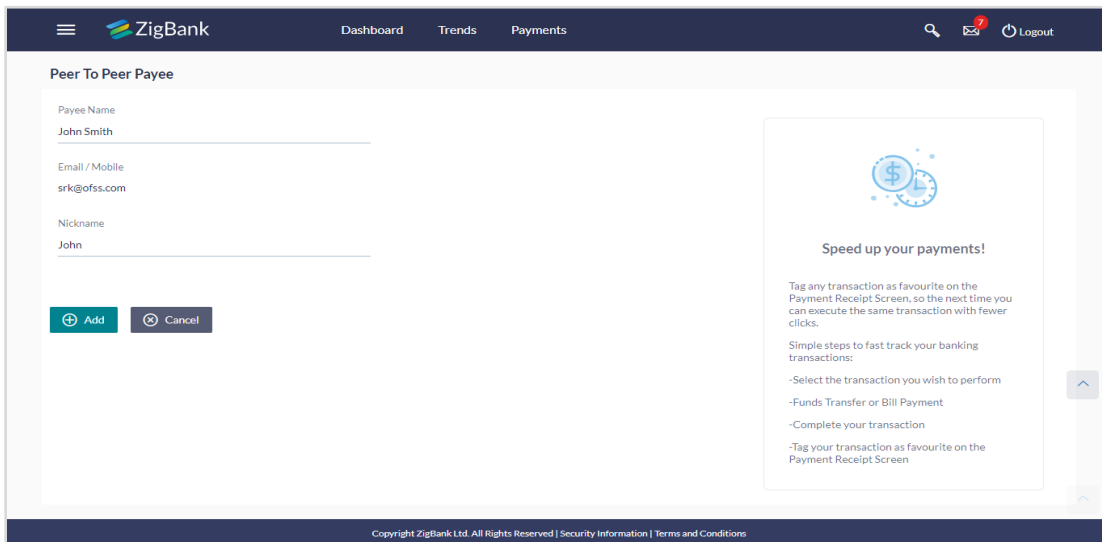 ZigBank
Dashboard Trends Payments
7
Logout
Peer To Peer Payee
Payee Name
John Smith
Email / Mobile
srk@ofss.com
Nickname
John
Add
Cancel
$
Speed up your payments!
Tag any transaction as favourite on the
Payment Receipt Screen, so the next time you
can execute the same transaction with fewer
clicks.
Simple steps to fast track your banking
transactions:
-Select the transaction you wish to perform
-Funds Transfer or Bill Payment
-Complete your transaction
-Tag your transaction as favourite on the
Payment Receipt Screen
Copyright ZigBank Ltd. All Rights Reserved | Security Information | Terms and Conditions